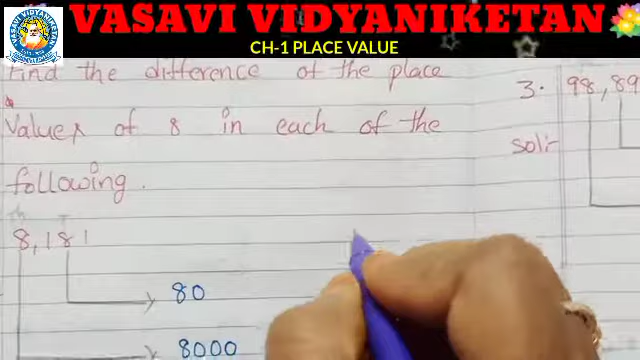 VASAVI VIDYANIKETAN
CH-1 PLACE VALUE
Find the difference of the place
Values of 8 in each of the
following.
8,181
80
8000
3. 98,89
Sol:-